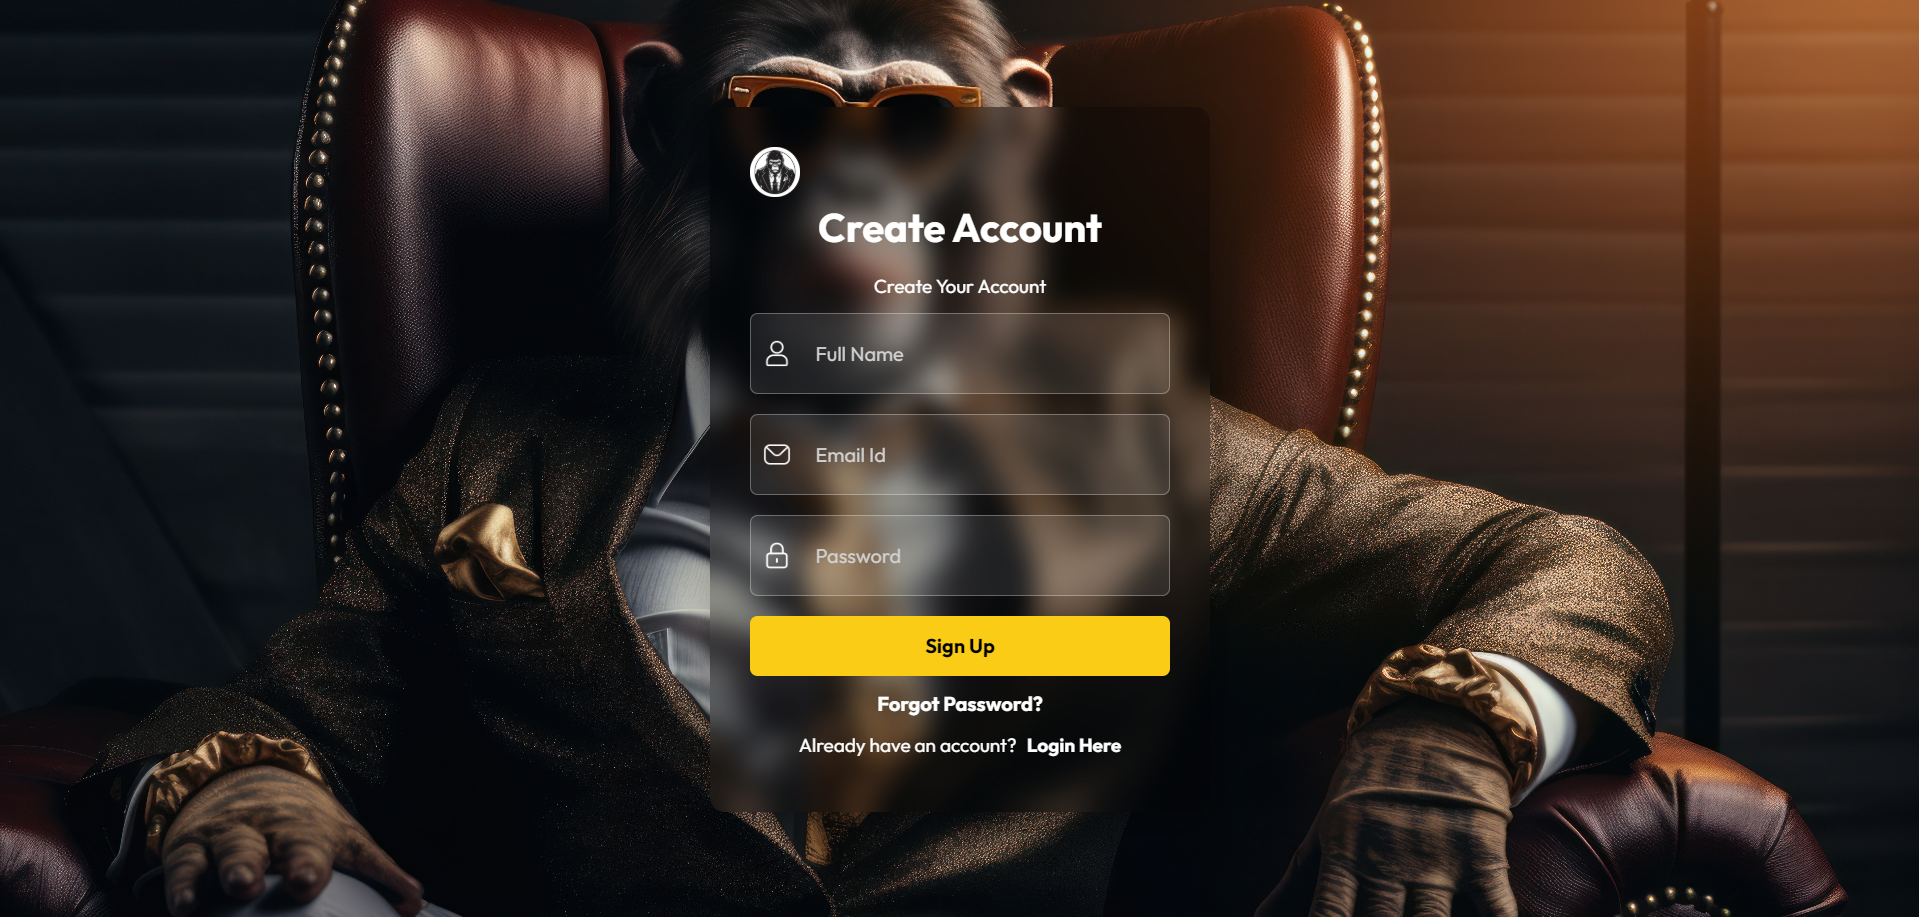 Create Account
Create Your Account
Full Name
Email Id
Password
Sign Up
Forgot Password?
Already have an account? Login Here